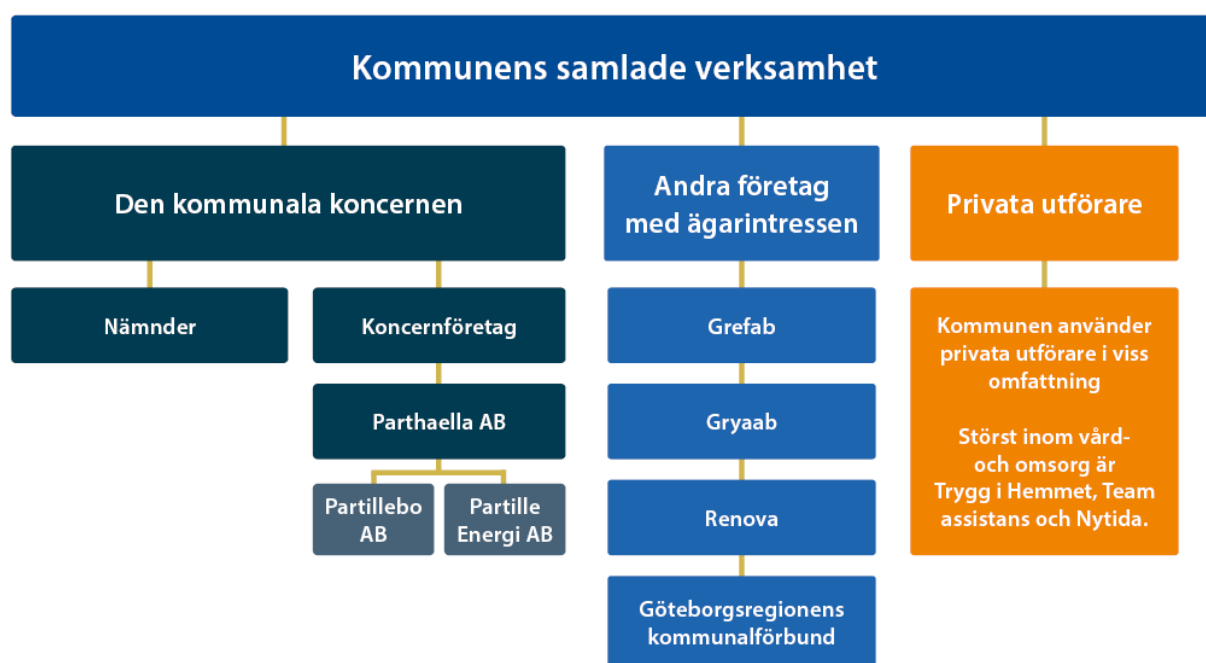 Kommunens samlade verksamhet
Den kommunala koncernen
Andra företag
med ägarintressen
Privata utförare
Nämnder
Koncernföretag
Parthaella AB
Partillebo
AB
Partille
Energi AB
Grefab
Gryaab
Renova
Göteborgsregionens
kommunalförbund
Kommunen använder
privata utförare i viss
omfattning
Störst inom vård-
och omsorg är
Trygg i Hemmet, Team
assistans och Nytida.